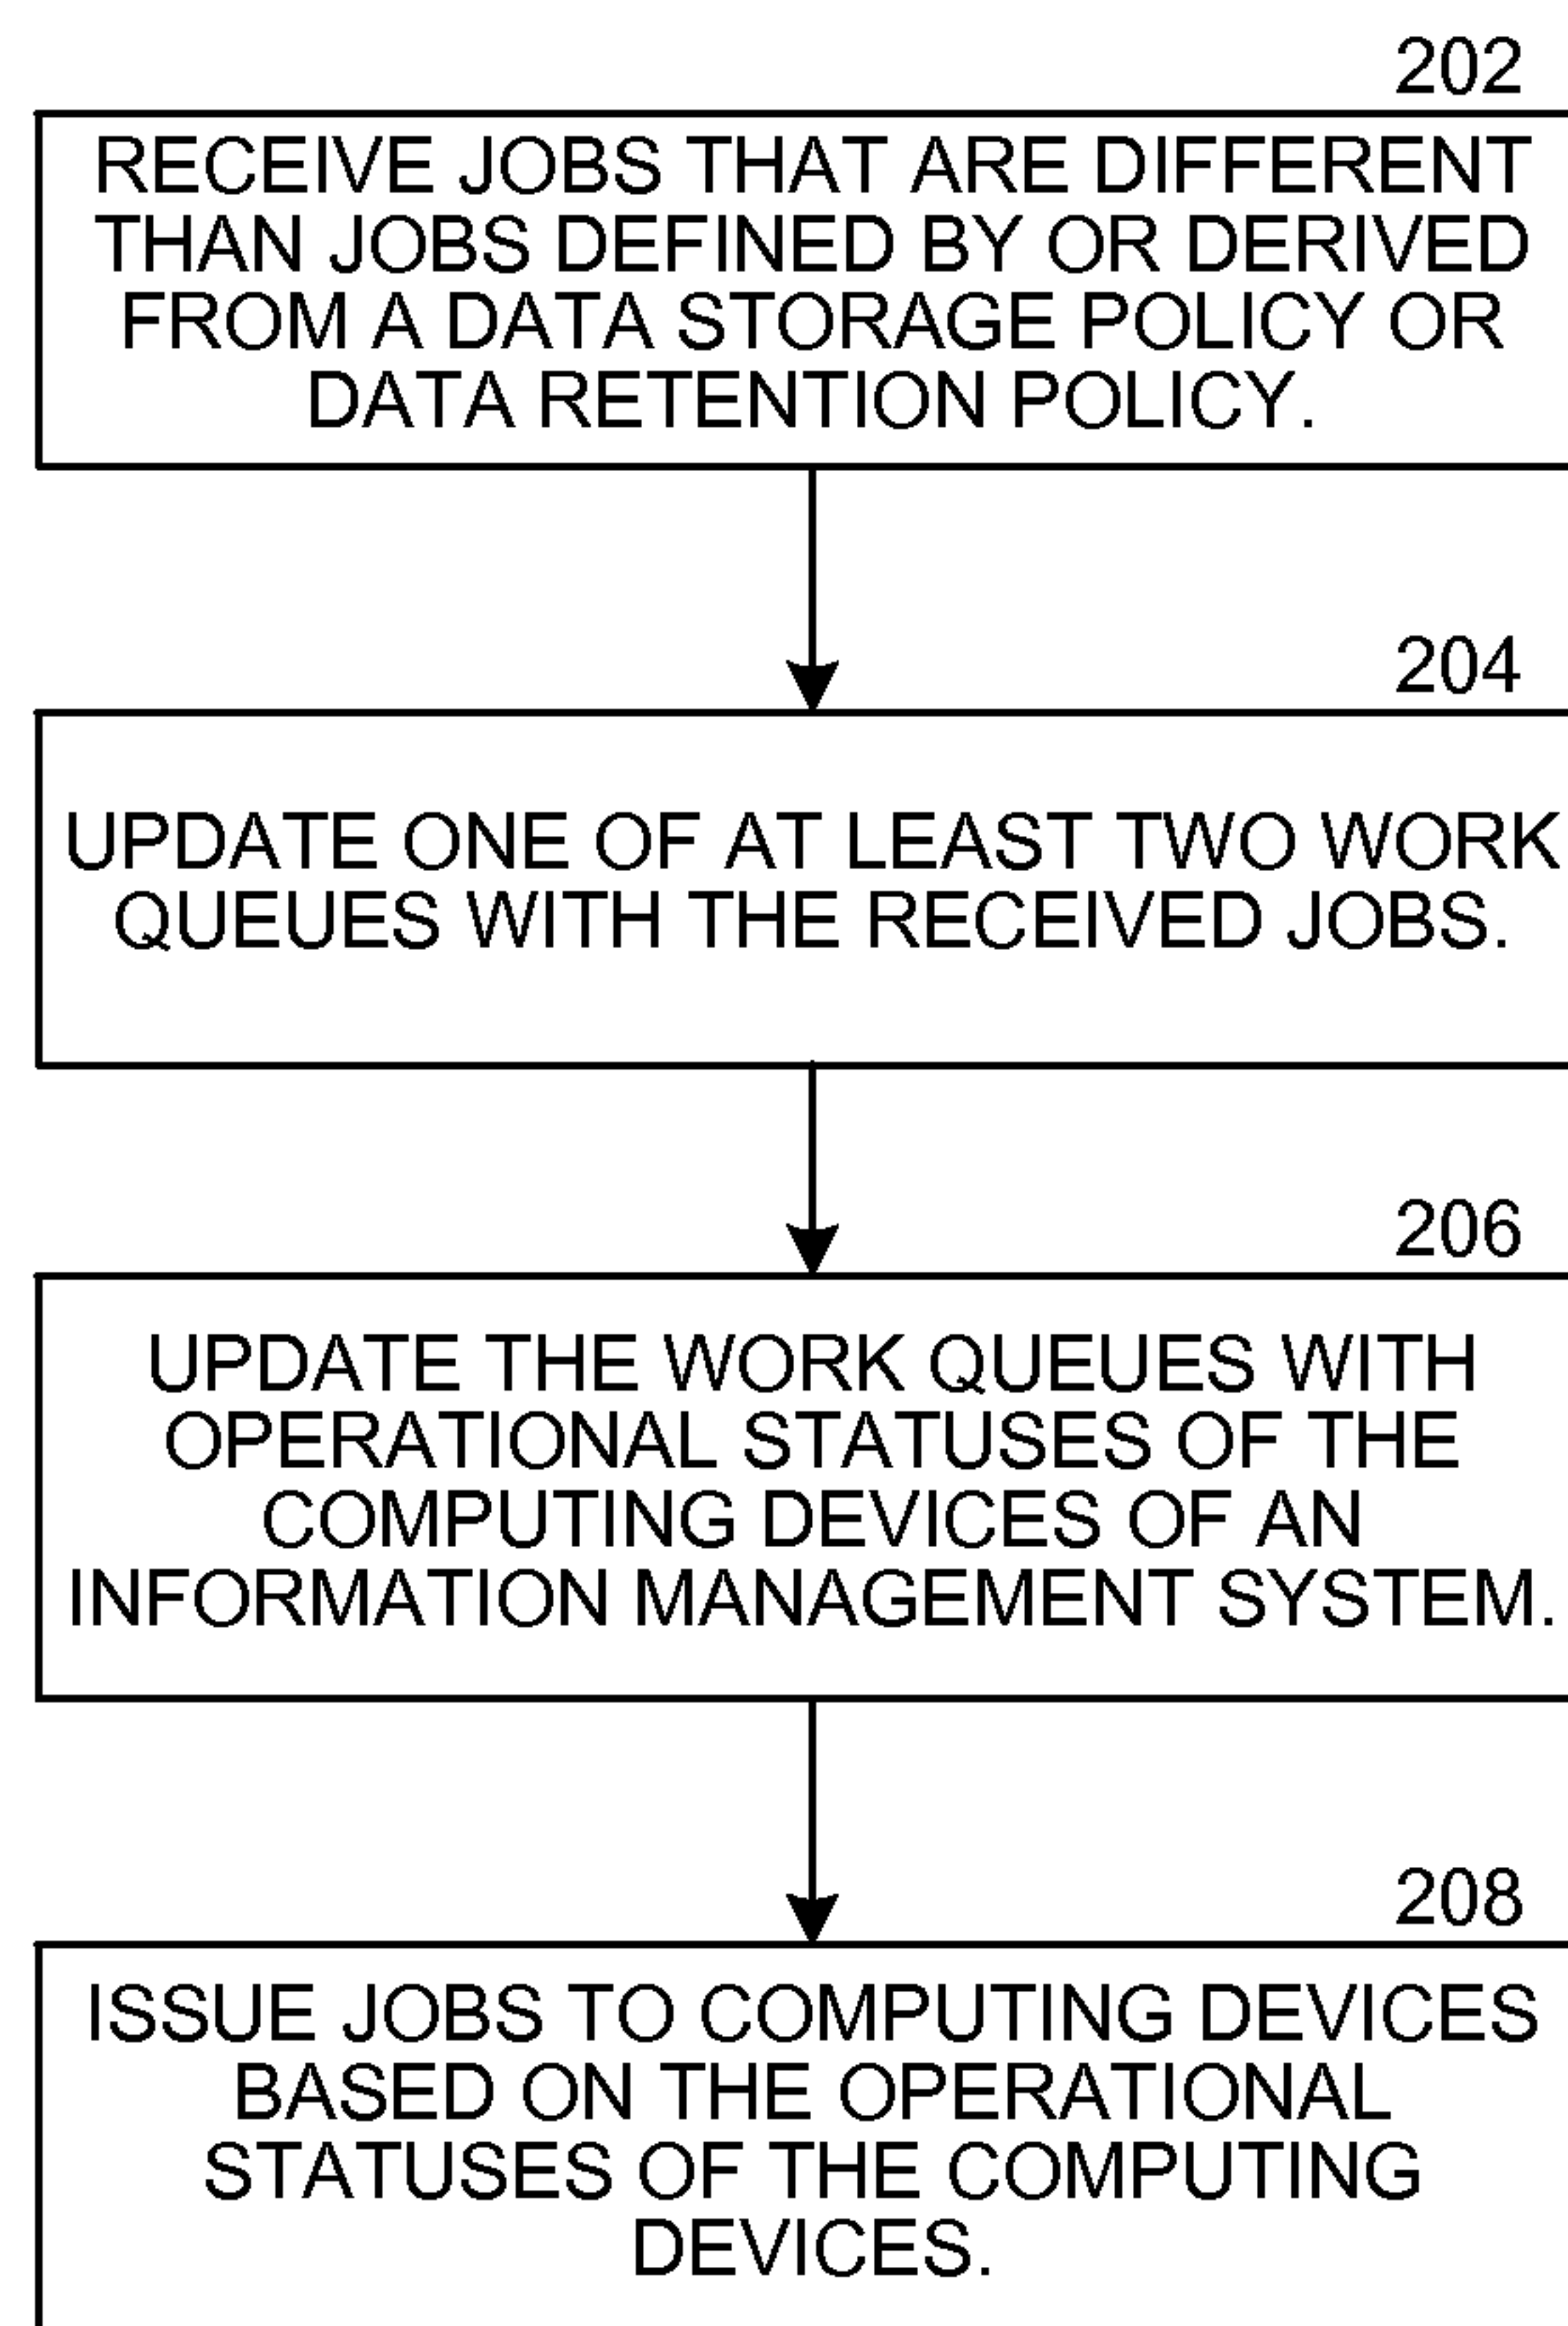 202
RECEIVE JOBS THAT ARE DIFFERENT
THAN JOBS DEFINED BY OR DERIVED
FROM A DATA STORAGE POLICY OR
DATA RETENTION POLICY.
204
UPDATE ONE OF AT LEAST TWO WORK
QUEUES WITH THE RECEIVED JOBS.
206
UPDATE THE WORK QUEUES WITH
OPERATIONAL STATUSES OF THE
COMPUTING DEVICES OF AN
INFORMATION MANAGEMENT SYSTEM.
208
ISSUE JOBS TO COMPUTING DEVICES
BASED ON THE OPERATIONAL
STATUSES OF THE COMPUTING
DEVICES.